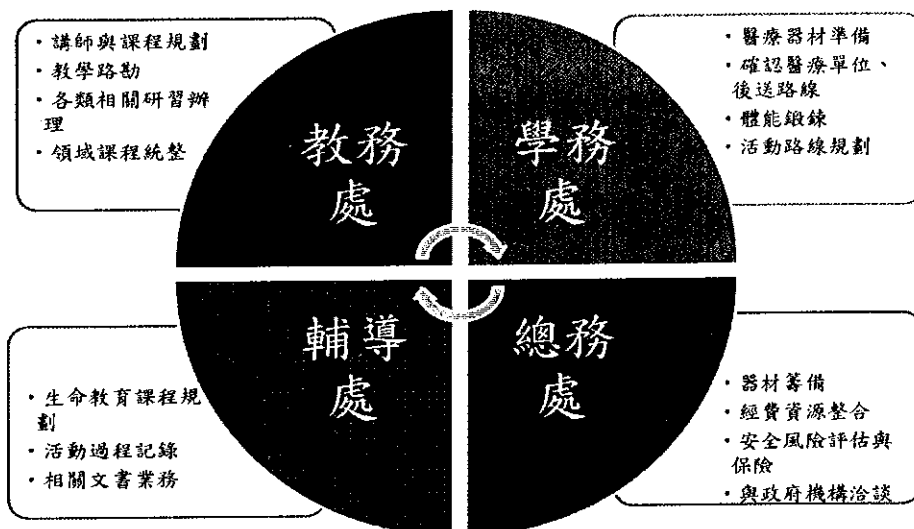 ・講師與課程規劃
・教學路勘
・各類相關研習辦
理
・領域課程統整
教務
處
學務
處
・醫療器材準備
・確認醫療單位、
後送路線
・體能鍛鍊
・活動路線規劃
輔導
處
・生命教育課程規
劃
・活動過程記錄
・相關文書業務
總務
處
・器材籌備
・經費資源整合
・安全風險評估與
保險
・與政府機構洽談